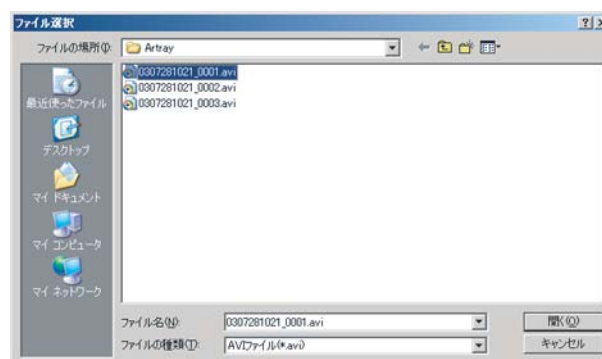 ファイル選択
ファイルの場所(I):
Artray
0307281021_0001.avi
0307281021_0002.avi
0307281021_0003.avi
最近使ったファイル
デスクトップ
マイ ドキュメント
マイ コンピュータ
マイ ネットワーク
ファイル名(N):
0307281021_0001.avi
開く(O)
ファイルの種類(T):
AVIファイル(*.avi)
キャンセル